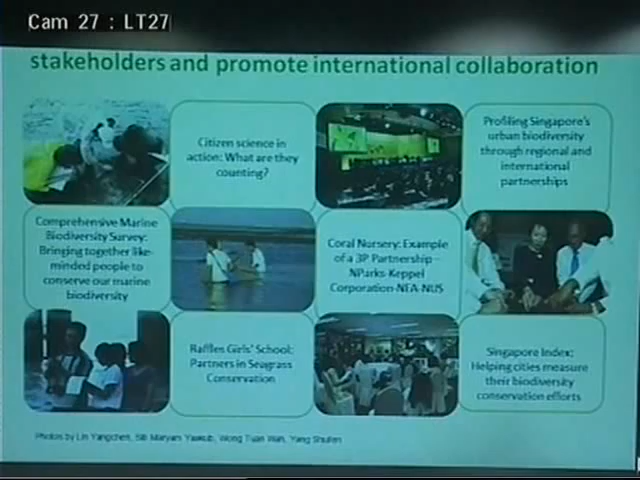 Cam 27 : LT27
stakeholders and promote international collaboration
Citizen science in
action: What are they
counting?
Profiling Singapore's
urban biodiversity
through regional and
international
partnerships
Comprehensive Marine
Biodiversity Survey:
Bringing together like-
minded people to
conserve our marine
biodiversity
Coral Nursery: Example
of a 3P Partnership –
NParks-Keppel
Corporation-NEA-NUS
Raffles Girls' School:
Partners in Seagrass
Conservation
Singapore Index:
Helping cities measure
their biodiversity
conservation efforts
Photos by Lin Yangchen, Siti Maryam Yaakub, Wong Tuan Wah, Yang Shufen